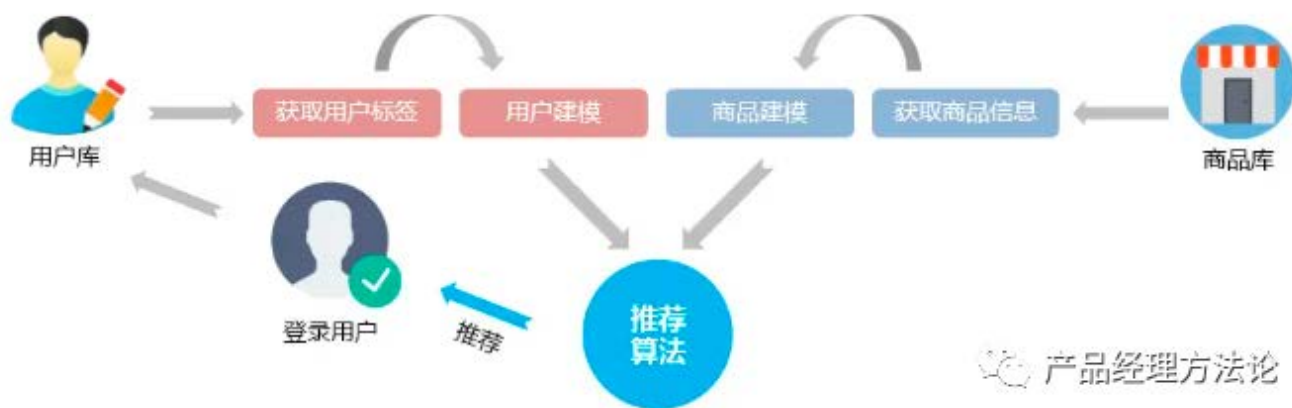 获取用户标签
用户建模
商品建模
获取商品信息
用户库
商品库
登录用户
推荐
推荐
算法
产品经理方法论